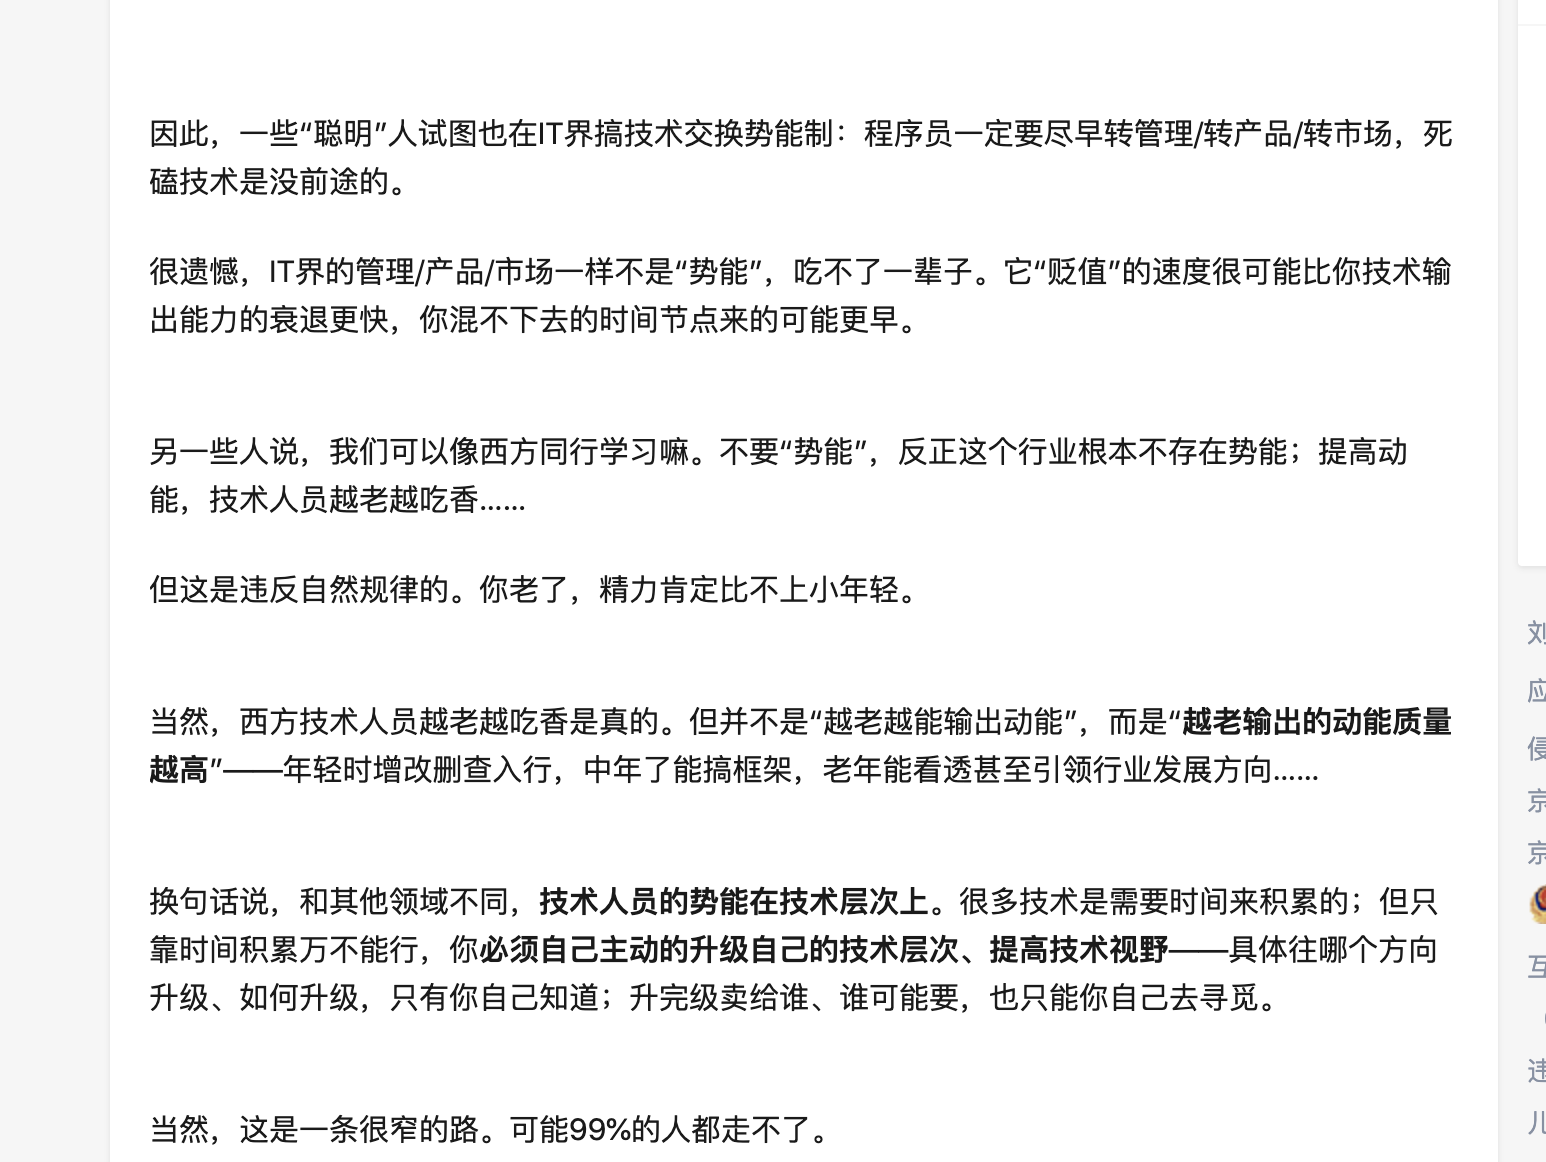 因此，一些“聪明”人试图也在IT界搞技术交换势能制：程序员一定要尽早转管理/转产品/转市场，死
磕技术是没前途的。
很遗憾，IT界的管理/产品/市场一样不是“势能”，吃不了一辈子。它“贬值”的速度很可能比你技术输
出能力的衰退更快，你混不下去的时间节点来的可能更早。
另一些人说，我们可以像西方同行学习嘛。不要“势能”，反正这个行业根本不存在势能；提高动
能，技术人员越老越吃香……
但这是违反自然规律的。你老了，精力肯定比不上小年轻。
当然，西方技术人员越老越吃香是真的。但并不是“越老越能输出动能”，而是“越老输出的动能质量
越高”——年轻时增改删查入行，中年了能搞框架，老年能看透甚至引领行业发展方向……
换句话说，和其他领域不同，技术人员的势能在技术层次上。很多技术是需要时间来积累的；但只
靠时间积累万不能行，你必须自己主动的升级自己的技术层次、提高技术视野——具体往哪个方向
升级、如何升级，只有你自己知道；升完级卖给谁、谁可能要，也只能你自己去寻觅。
当然，这是一条很窄的路。可能99%的人都走不了。
刘
应
侵
京
京
互
违
儿